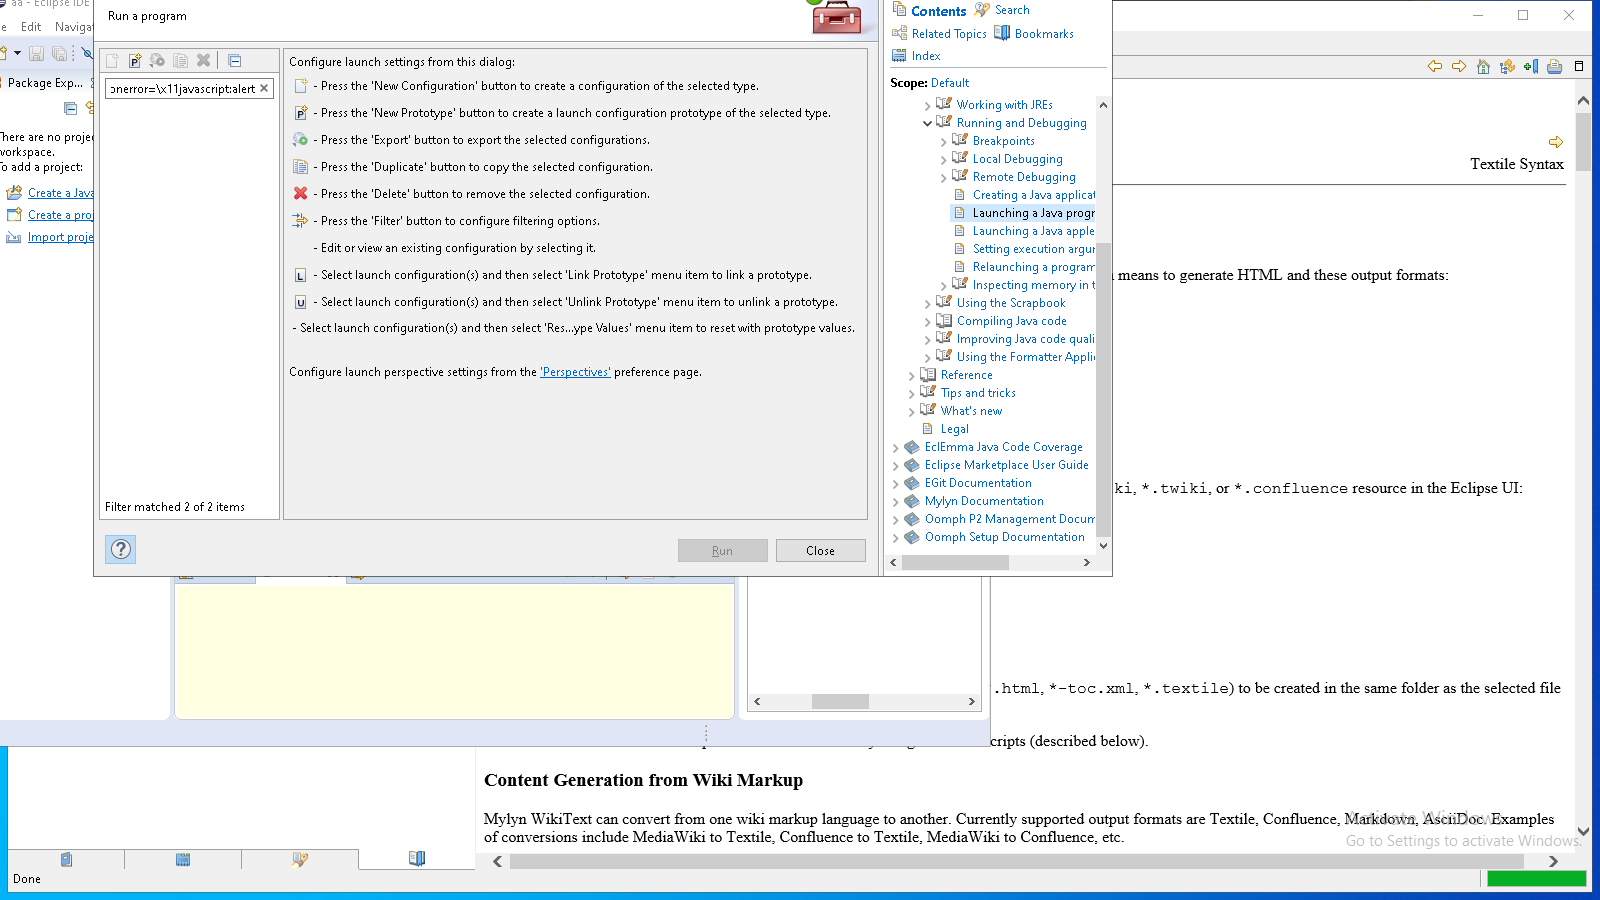 aa - Eclipse IDE
Edit
Naviga
Run a program
Package Exp...
onerror=\x11javascript:alert
There are no proje
workspace.
To add a project:
Create a Java
Create a proj
Import proje
Filter matched 2 of 2 items
Configure launch settings from this dialog:
- Press the 'New Configuration' button to create a configuration of the selected type.
- Press the 'New Prototype' button to create a launch configuration prototype of the selected type.
- Press the 'Export' button to export the selected configurations.
- Press the 'Duplicate' button to copy the selected configuration.
- Press the 'Delete' button to remove the selected configuration.
- Press the 'Filter' button to configure filtering options.
- Edit or view an existing configuration by selecting it.
- Select launch configuration(s) and then select 'Link Prototype' menu item to link a prototype.
- Select launch configuration(s) and then select 'Unlink Prototype' menu item to unlink a prototype.
- Select launch configuration(s) and then select 'Res...ype Values' menu item to reset with prototype values.
Configure launch perspective settings from the 'Perspectives' preference page.
Run
Close
Contents
Search
Related Topics
Bookmarks
Index
Scope: Default
Working with JREs
Running and Debugging
Breakpoints
Local Debugging
Remote Debugging
Creating a Java applicat
Launching a Java progr
Launching a Java apple
Setting execution argur
Relaunching a program
Inspecting memory in t
Using the Scrapbook
Compiling Java code
Improving Java code quali
Using the Formatter Applic
Reference
Tips and tricks
What's new
Legal
EclEmma Java Code Coverage
Eclipse Marketplace User Guide
EGit Documentation
Mylyn Documentation
Oomph P2 Management Docum
Oomph Setup Documentation
Textile Syntax
means to generate HTML and these output formats:
ki, *.twiki, or *.confluence resource in the Eclipse UI:
.html, *-toc.xml, *.textile) to be created in the same folder as the selected file
cripts (described below).
Content Generation from Wiki Markup
Mylyn WikiText can convert from one wiki markup language to another. Currently supported output formats are Textile, Confluence, Markdown, AsciiDoc. Examples
of conversions include MediaWiki to Textile, Confluence to Textile, MediaWiki to Confluence, etc.
Activate Windows
Go to Settings to activate Windows.
Done